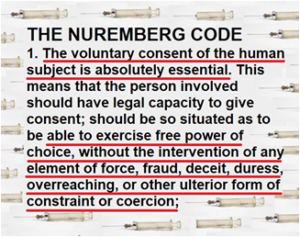 THE NUREMBERG CODE
1. The voluntary consent of the human
subject is absolutely essential. This
means that the person involved
should have legal capacity to give
consent; should be so situated as to
be able to exercise free power of
choice, without the intervention of any
element of force, fraud, deceit, duress,
overreaching, or other ulterior form of
constraint or coercion;